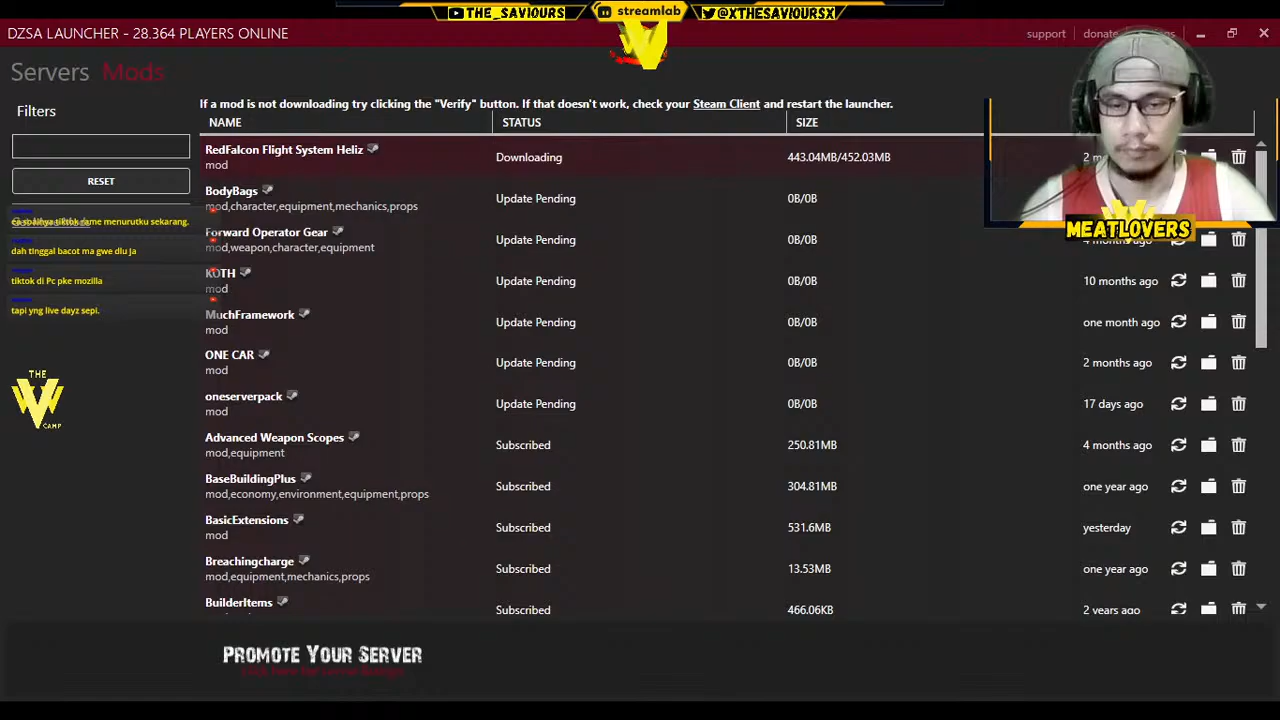 THE_SAVIOURS
streamlab
@XTHESAVIOURSX
DZSA LAUNCHER - 28.364 PLAYERS ONLINE
support
donate
Servers Mods
Filters
RESET
If a mod is not downloading try clicking the "Verify" button. If that doesn't work, check your Steam Client and restart the launcher.
NAME STATUS SIZE
RedFalcon Flight System Heliz Downloading 443.04MB/452.03MB
mod
BodyBags Update Pending 0B/0B
mod,character,equipment,mechanics,props
Forward Operator Gear Update Pending 0B/0B
mod,weapon,character,equipment
KOTH Update Pending 0B/0B 10 months ago
mod
MuchFramework Update Pending 0B/0B one month ago
mod
ONE CAR Update Pending 0B/0B 2 months ago
mod
oneserverpack Update Pending 0B/0B 17 days ago
mod
Advanced Weapon Scopes Subscribed 250.81MB 4 months ago
mod,equipment
BaseBuildingPlus Subscribed 304.81MB one year ago
mod,economy,environment,equipment,props
BasicExtensions Subscribed 531.6MB yesterday
mod
Breachingcharge Subscribed 13.53MB one year ago
mod,equipment,mechanics,props
BuilderItems Subscribed 466.06KB 2 years ago
tiktok fame menurutku sekarang.
dah tinggal bacot ma gwe dlu ja
tiktok di Pc pke mozilla
tapi yng live dayz sepi.
THE
CAMP
MEATLOVERS
PROMOTE YOUR SERVER